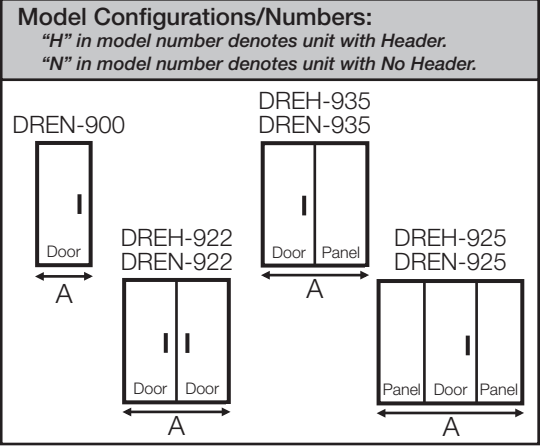 Model Configurations/Numbers:
“H” in model number denotes unit with Header.
“N” in model number denotes unit with No Header.
DREN-900
Door
A
DREH-922
DREN-922
Door Door
A
DREH-935
DREN-935
Door Panel
A
DREH-925
DREN-925
Panel Door Panel
A